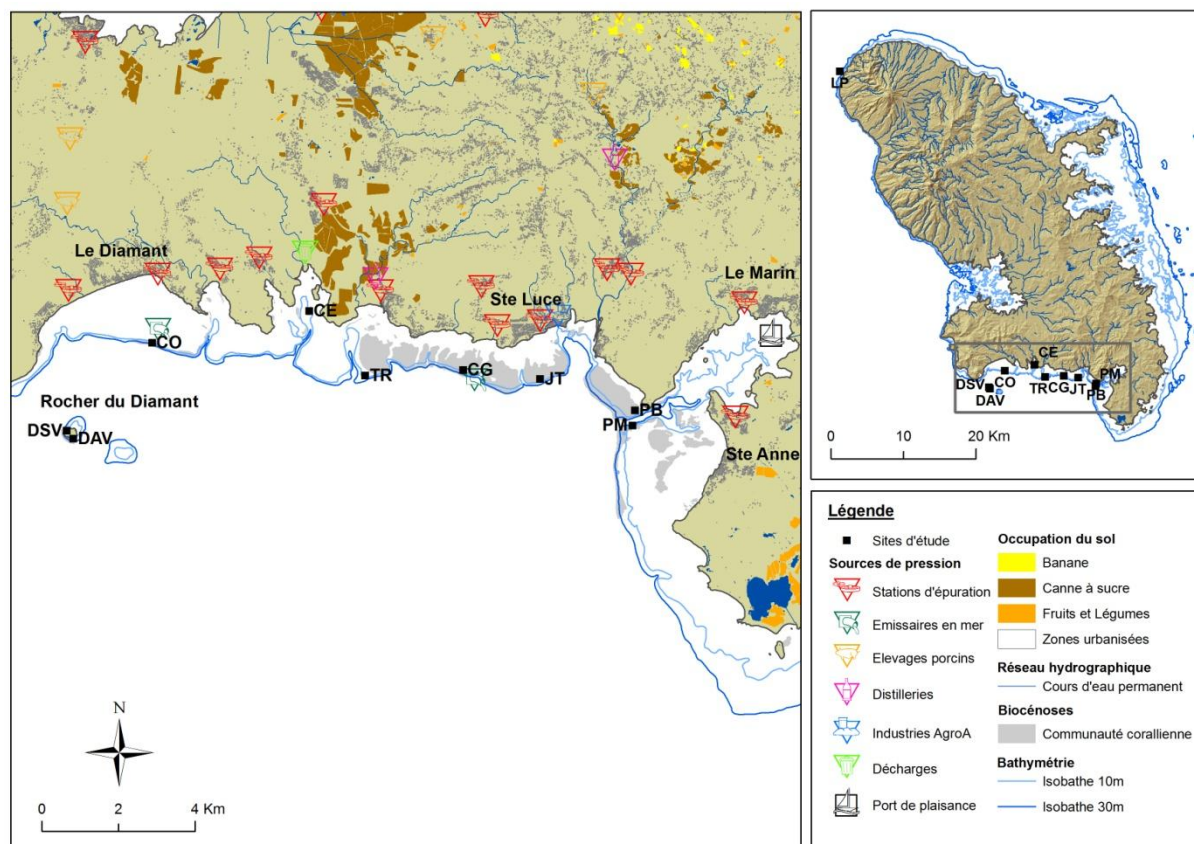 Le Diamant
CE
CO
Ste Luce
Le Marin
TR
CG
JT
PB
PM
Rocher du Diamant
DSV
DAV
Ste Anne
N
0 2 4 Km
LP
CE
DSV
CO
DAV
TR
CG
JT
PM
PB
0 10 20 Km
Légende
Sites d'étude
Sources de pression
Stations d'épuration
Emissaires en mer
Elevages porcins
Distilleries
Industries AgroA
Décharges
Port de plaisance
Occupation du sol
Banane
Canne à sucre
Fruits et Légumes
Zones urbanisées
Réseau hydrographique
Cours d'eau permanent
Biocénoses
Communauté corallienne
Bathymétrie
Isobathe 10m
Isobathe 30m